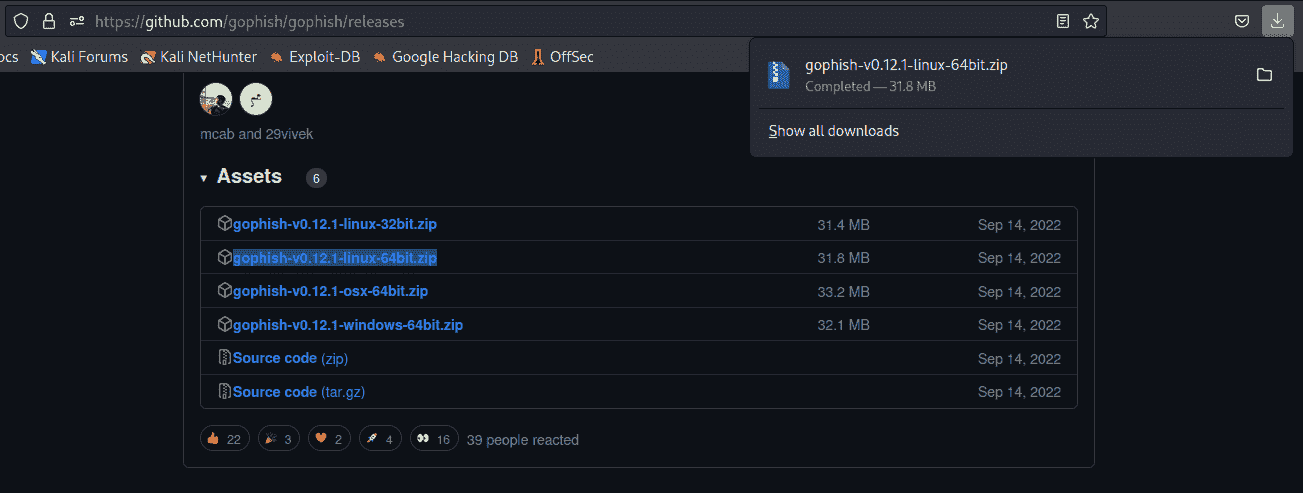 https://github.com/gophish/gophish/releases
ocs Kali Forums Kali NetHunter Exploit-DB Google Hacking DB OffSec
gophish-v0.12.1-linux-64bit.zip
Completed — 31.8 MB
Show all downloads
mcab and 29vivek
Assets 6
gophish-v0.12.1-linux-32bit.zip 31.4 MB Sep 14, 2022
gophish-v0.12.1-linux-64bit.zip 31.8 MB Sep 14, 2022
gophish-v0.12.1-osx-64bit.zip 33.2 MB Sep 14, 2022
gophish-v0.12.1-windows-64bit.zip 32.1 MB Sep 14, 2022
Source code (zip) Sep 14, 2022
Source code (tar.gz) Sep 14, 2022
22 3 2 4 16 39 people reacted